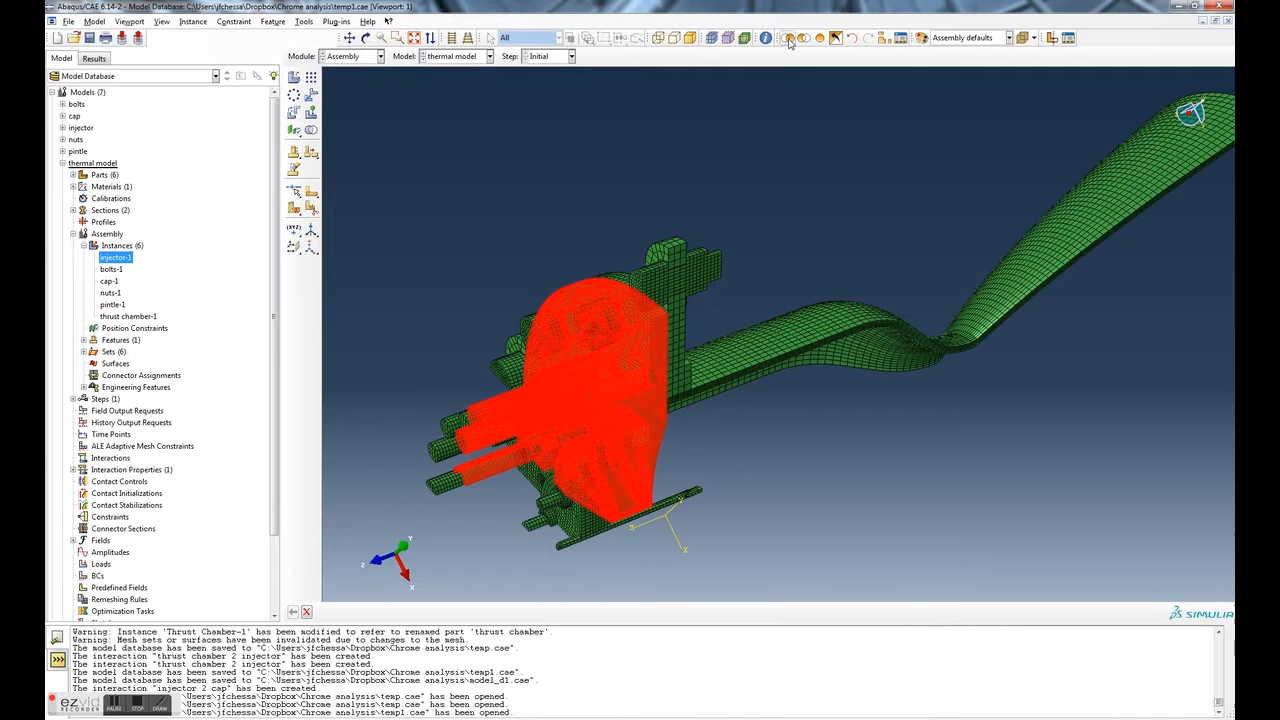 Abaqus/CAE 6.14-2 - Model Database: C:\Users\jfchessa\Dropbox\Chrome analysis\temp1.cae [Viewport: 1]
File Model Viewport View Instance Constraint Feature Tools Plug-ins Help
All Assembly defaults
Model Results Module: Assembly Model: thermal model Step: Initial
Model Database
Models (7)
bolts
cap
injector
nuts
pintle
thermal model
Parts (6)
Materials (1)
Calibrations
Sections (2)
Profiles
Assembly
Instances (6)
injector-1
bolts-1
cap-1
nuts-1
pintle-1
thrust chamber-1
Position Constraints
Features (1)
Sets (6)
Surfaces
Connector Assignments
Engineering Features
Steps (1)
Field Output Requests
History Output Requests
Time Points
ALE Adaptive Mesh Constraints
Interactions
Interaction Properties (1)
Contact Controls
Contact Initializations
Contact Stabilizations
Constraints
Connector Sections
Fields
Amplitudes
Loads
BCs
Predefined Fields
Remeshing Rules
Optimization Tasks
Y
Z
X
X
SIMULIA
Warning: Instance 'Thrust Chamber-1' has been modified to refer to renamed part 'thrust chamber'.
Warning: Mesh sets or surfaces have been invalidated due to changes to the mesh.
The model database has been saved to "C:\Users\jfchessa\Dropbox\Chrome analysis\temp.cae".
The interaction "thrust chamber 2 injector" has been created.
The interaction "thrust chamber 2 injector" has been created.
The model database has been saved to "C:\Users\jfchessa\Dropbox\Chrome analysis\temp1.cae".
The model database has been saved to "C:\Users\jfchessa\Dropbox\Chrome analysis\model_d1.cae".
The interaction "injector 2 cap" has been created.
\Users\jfchessa\Dropbox\Chrome analysis\temp.cae" has been opened.
\Users\jfchessa\Dropbox\Chrome analysis\temp.cae" has been opened.
\Users\jfchessa\Dropbox\Chrome analysis\temp1.cae" has been opened.
ezvid
RECORDER
PAUSE STOP DRAW